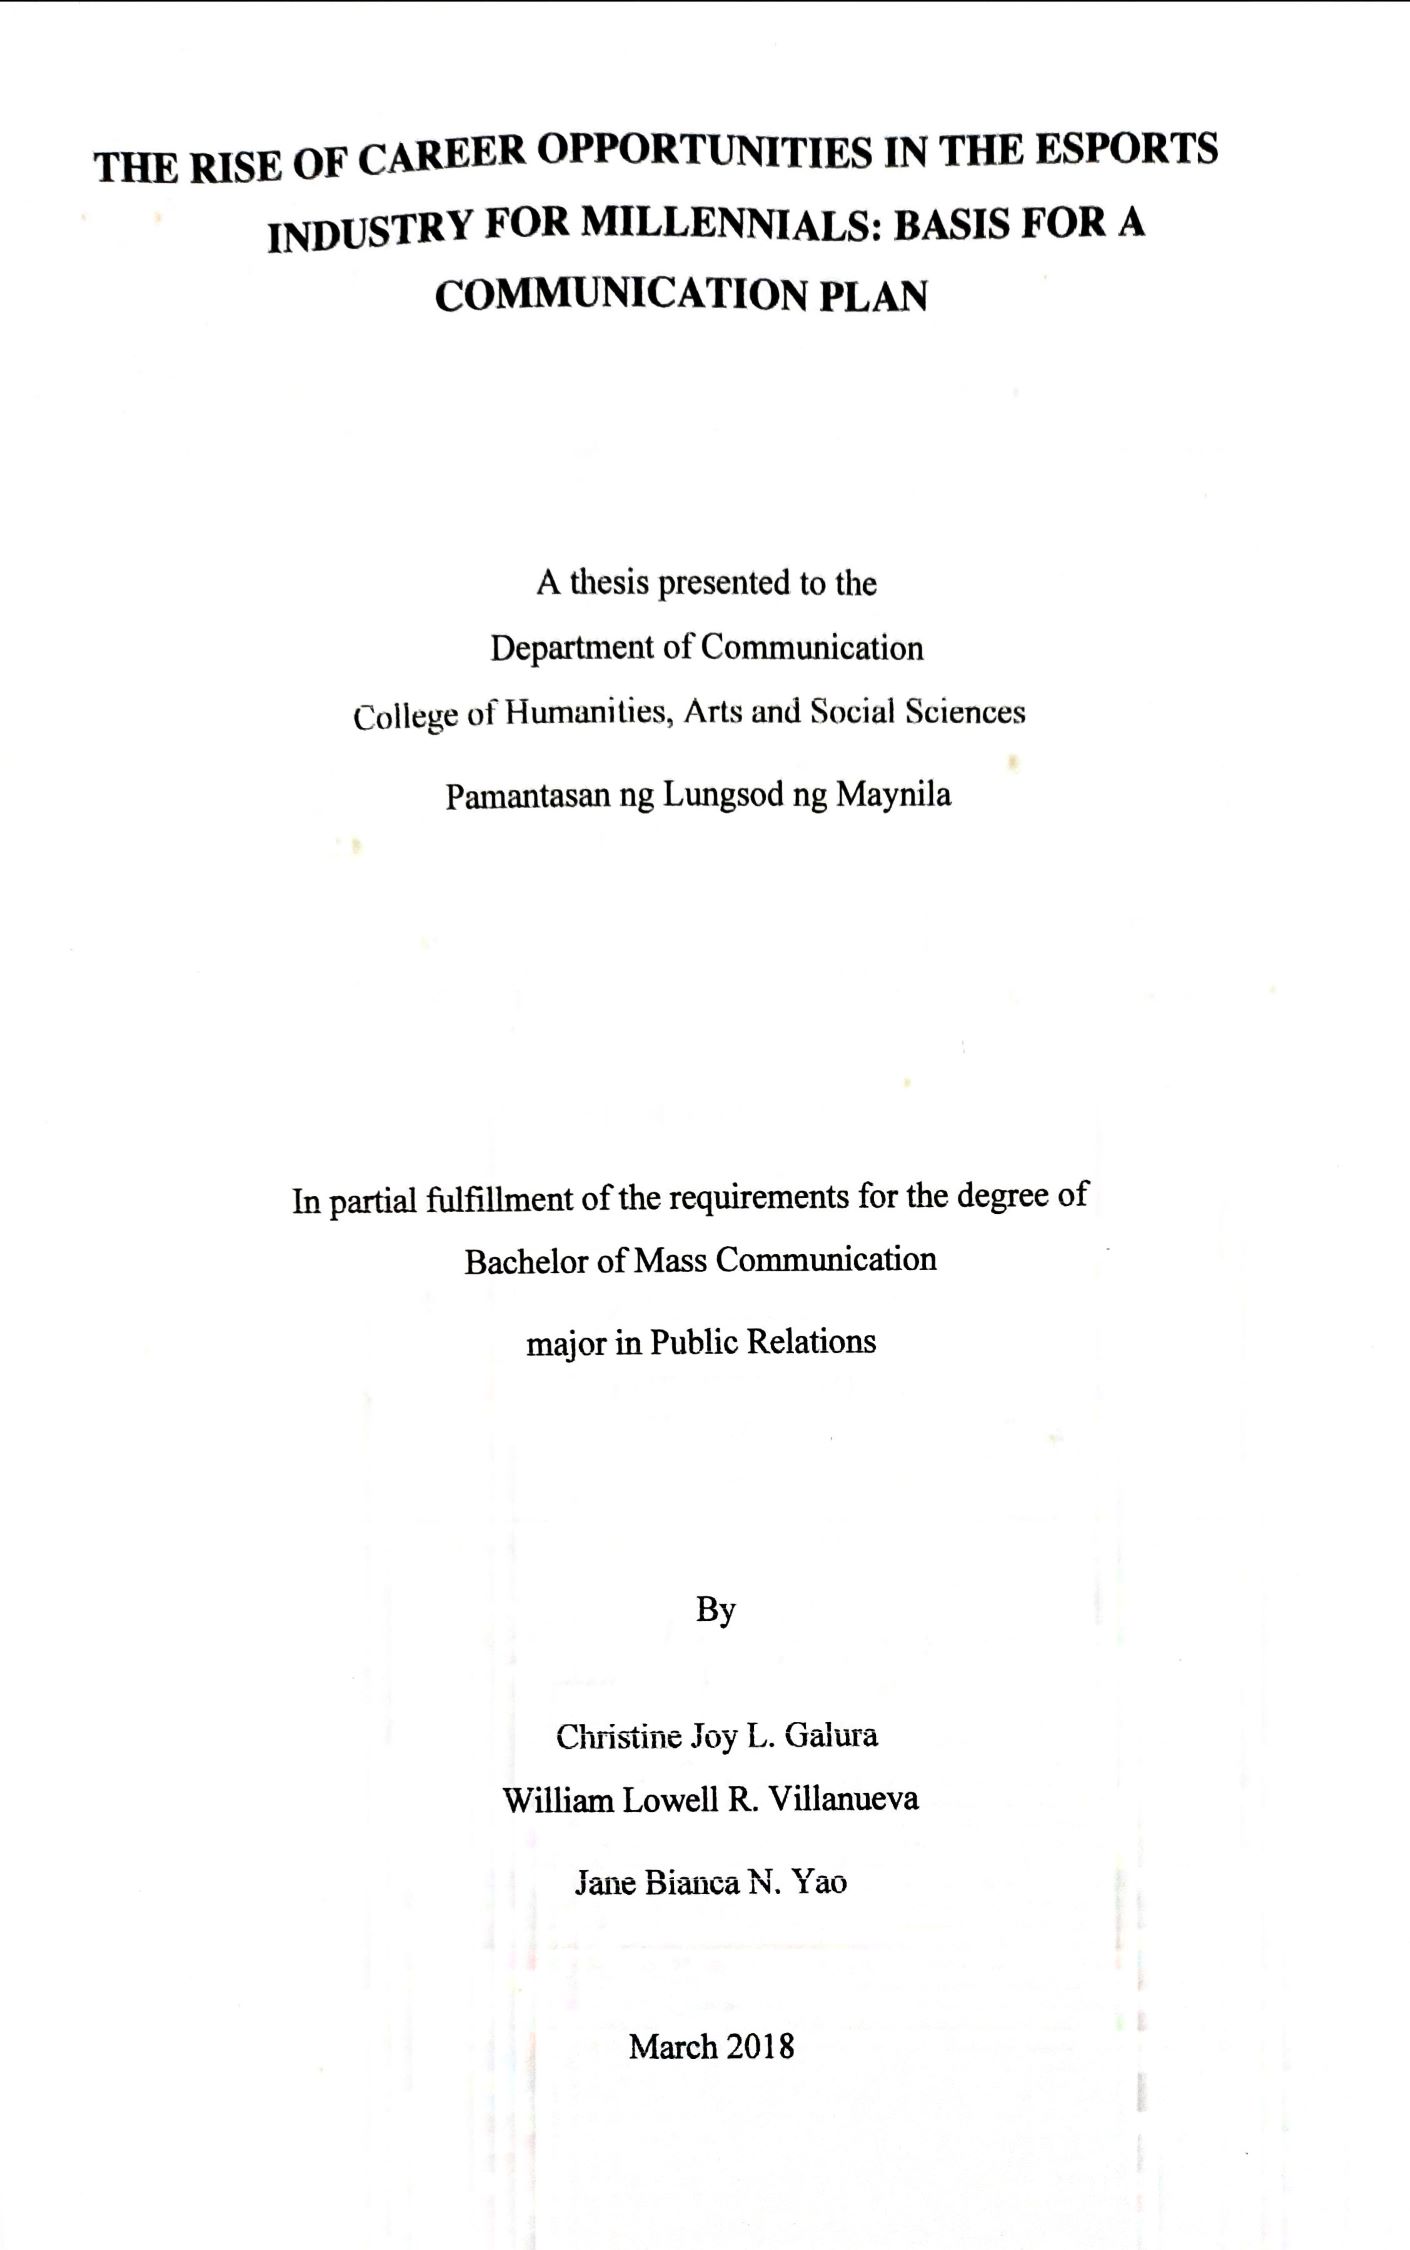 THE RISE OF CAREER OPPORTUNITIES IN THE ESPORTS
INDUSTRY FOR MILLENNIALS: BASIS FOR A
COMMUNICATION PLAN
A thesis presented to the
Department of Communication
College of Humanities, Arts and Social Sciences
Pamantasan ng Lungsod ng Maynila
In partial fulfillment of the requirements for the degree of
Bachelor of Mass Communication
major in Public Relations
By
Christine Joy L. Galura
William Lowell R. Villanueva
Jane Bianca N. Yao
March 2018